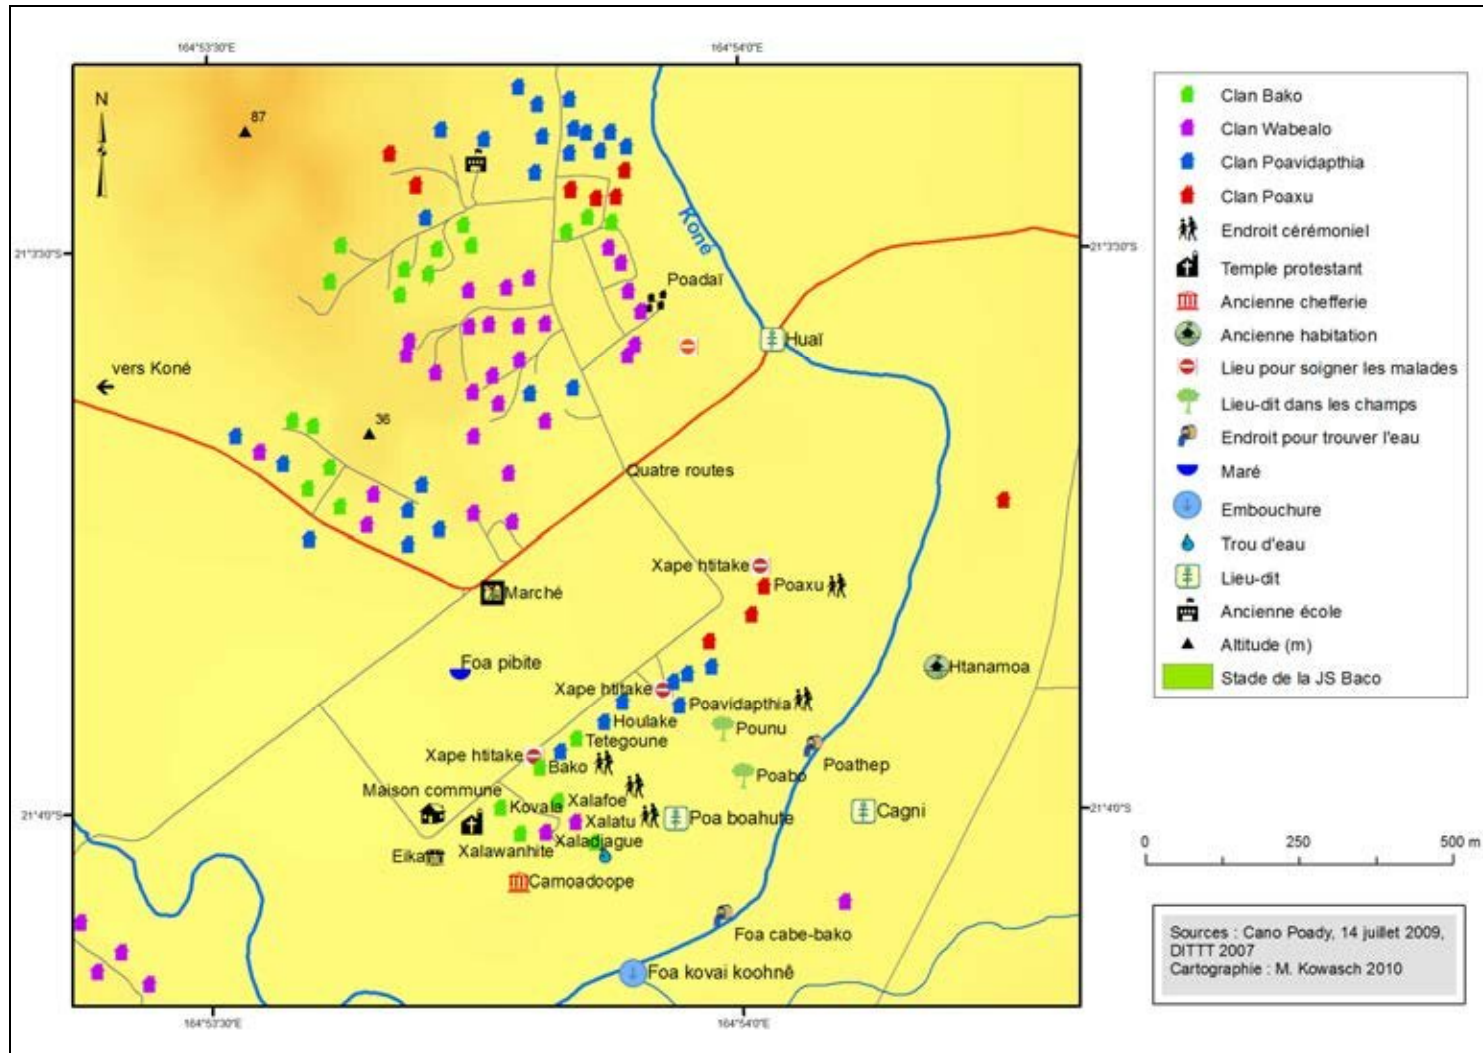 164°53'30"E
164°54'0"E
N
87
Koné
21°3'30"S
21°3'30"S
Poadaï
Huaï
vers Koné
36
Quatre routes
Xape htitake
Poaxu
Marché
Foa pibite
Htanamoa
Xape htitake
Poavidapthia
Houlake
Pounu
Tetegoune
Xape htitake
Bako
Poathep
Poabo
Maison commune
Kovala
Xalafoe
21°4'0"S
Xalatu
Poa boahute
Cagni
21°4'0"S
Xaladjague
Xalawanhite
Eika
Camoadoope
Foa cabe-bako
Foa kovai koohnê
164°53'30"E
164°54'0"E
Clan Bako
Clan Wabealo
Clan Poavidapthia
Clan Poaxu
Endroit cérémoniel
Temple protestant
Ancienne chefferie
Ancienne habitation
Lieu pour soigner les malades
Lieu-dit dans les champs
Endroit pour trouver l'eau
Maré
Embouchure
Trou d'eau
Lieu-dit
Ancienne école
Altitude (m)
Stade de la JS Baco
0 250 500 m
Sources : Cano Poady, 14 juillet 2009,
DITTT 2007
Cartographie : M. Kowasch 2010